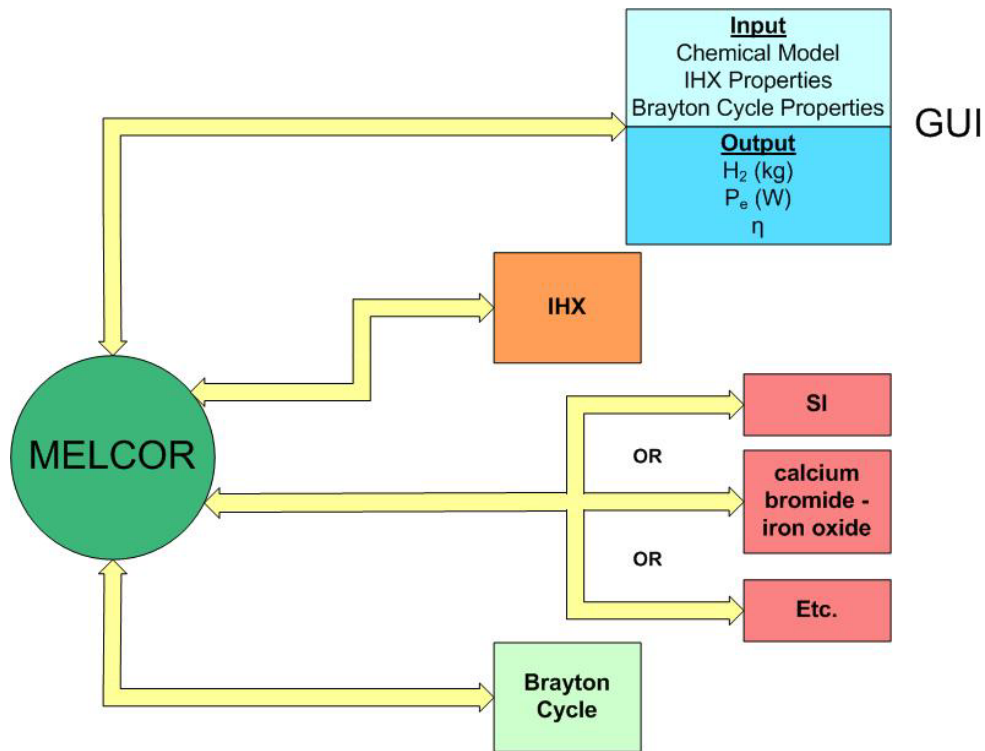 Input
Chemical Model
IHX Properties
Brayton Cycle Properties
GUI
Output
H₂ (kg)
Pₑ (W)
η
IHX
MELCOR
SI
OR
calcium
bromide -
iron oxide
OR
Etc.
Brayton
Cycle